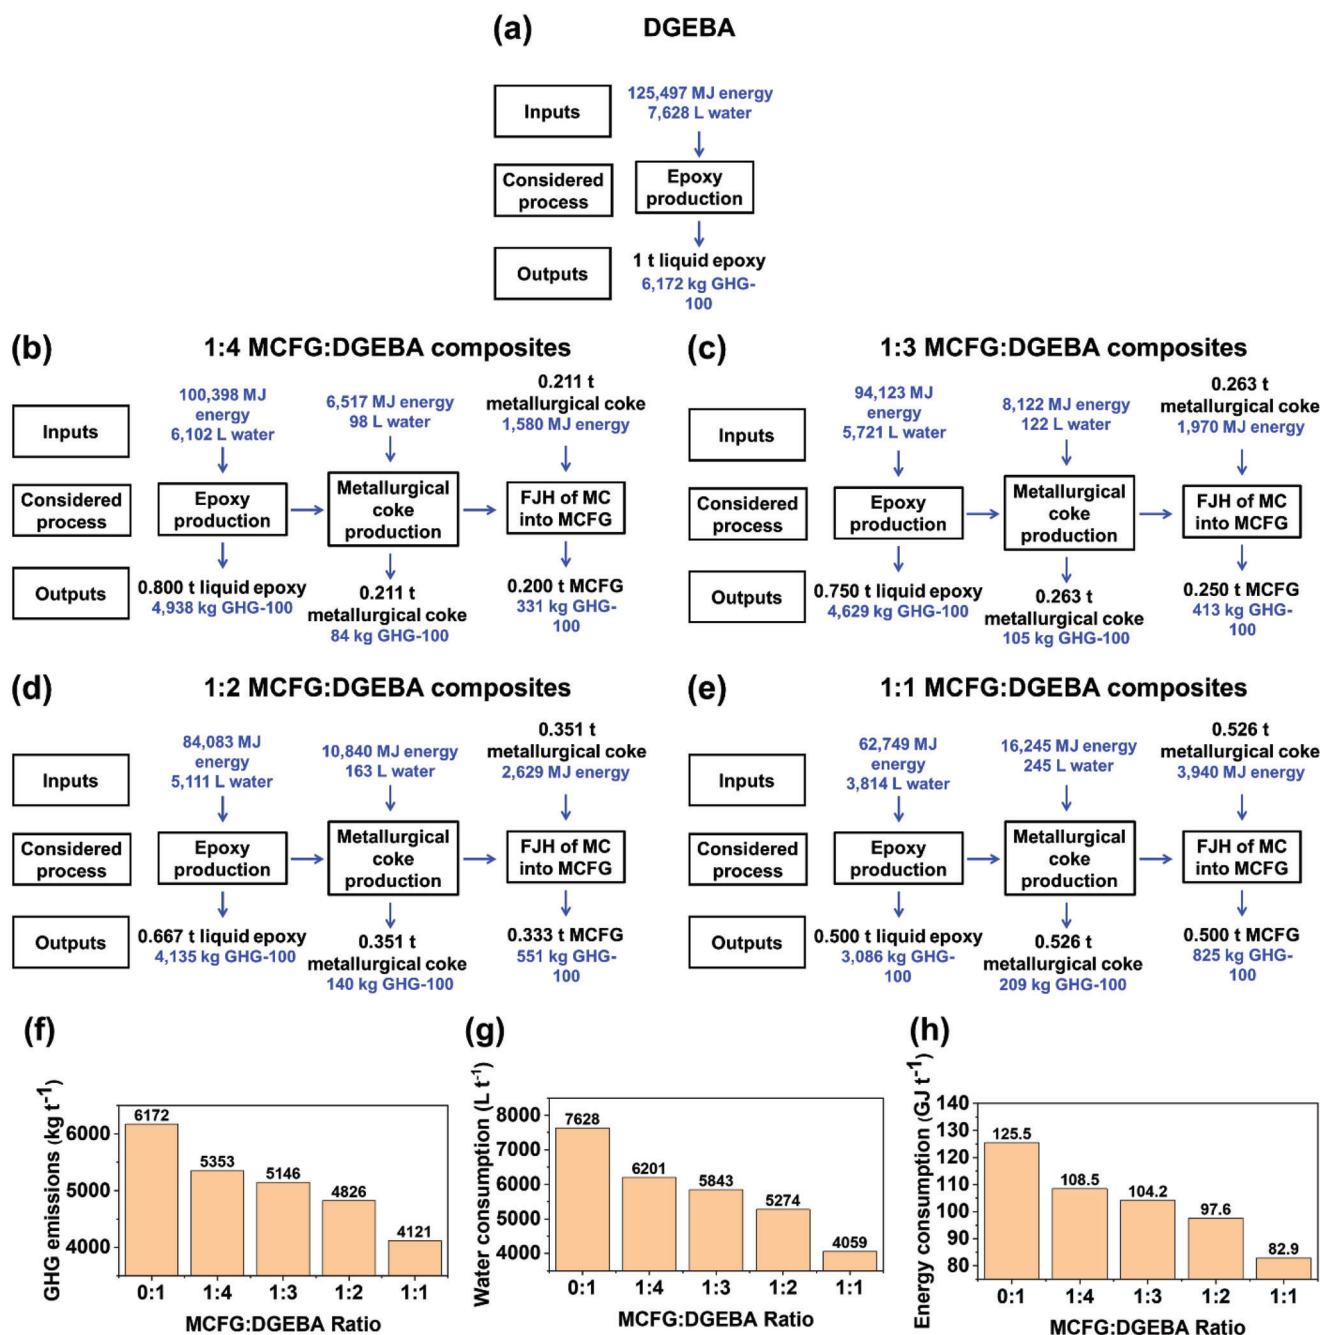 (a) DGEBA
Inputs
125,497 MJ energy
7,628 L water
Considered
process
Epoxy
production
Outputs
1 t liquid epoxy
6,172 kg GHG-
100
(b) 1:4 MCFG:DGEBA composites
Inputs
100,398 MJ
energy
6,102 L water
6,517 MJ energy
98 L water
0.211 t
metallurgical coke
1,580 MJ energy
Considered
process
Epoxy
production
Metallurgical
coke
production
FJH of MC
into MCFG
Outputs
0.800 t liquid epoxy
4,938 kg GHG-100
0.211 t
metallurgical coke
84 kg GHG-100
0.200 t MCFG
331 kg GHG-
100
(c) 1:3 MCFG:DGEBA composites
Inputs
94,123 MJ
energy
5,721 L water
8,122 MJ energy
122 L water
0.263 t
metallurgical coke
1,970 MJ energy
Considered
process
Epoxy
production
Metallurgical
coke
production
FJH of MC
into MCFG
Outputs
0.750 t liquid epoxy
4,629 kg GHG-100
0.263 t
metallurgical coke
105 kg GHG-100
0.250 t MCFG
413 kg GHG-
100
(d) 1:2 MCFG:DGEBA composites
Inputs
84,083 MJ
energy
5,111 L water
10,840 MJ energy
163 L water
0.351 t
metallurgical coke
2,629 MJ energy
Considered
process
Epoxy
production
Metallurgical
coke
production
FJH of MC
into MCFG
Outputs
0.667 t liquid epoxy
4,135 kg GHG-100
0.351 t
metallurgical coke
140 kg GHG-100
0.333 t MCFG
551 kg GHG-
100
(e) 1:1 MCFG:DGEBA composites
Inputs
62,749 MJ
energy
3,814 L water
16,245 MJ energy
245 L water
0.526 t
metallurgical coke
3,940 MJ energy
Considered
process
Epoxy
production
Metallurgical
coke
production
FJH of MC
into MCFG
Outputs
0.500 t liquid epoxy
3,086 kg GHG-
100
0.526 t
metallurgical coke
209 kg GHG-100
0.500 t MCFG
825 kg GHG-
100
(f)
GHG emissions (kg t⁻¹)
6000
5000
4000
6172
5353
5146
4826
4121
0:1 1:4 1:3 1:2 1:1
MCFG:DGEBA Ratio
(g)
Water consumption (L t⁻¹)
8000
7000
6000
5000
4000
7628
6201
5843
5274
4059
0:1 1:4 1:3 1:2 1:1
MCFG:DGEBA Ratio
(h)
Energy consumption (GJ t⁻¹)
140
130
120
110
100
90
80
125.5
108.5
104.2
97.6
82.9
0:1 1:4 1:3 1:2 1:1
MCFG:DGEBA Ratio